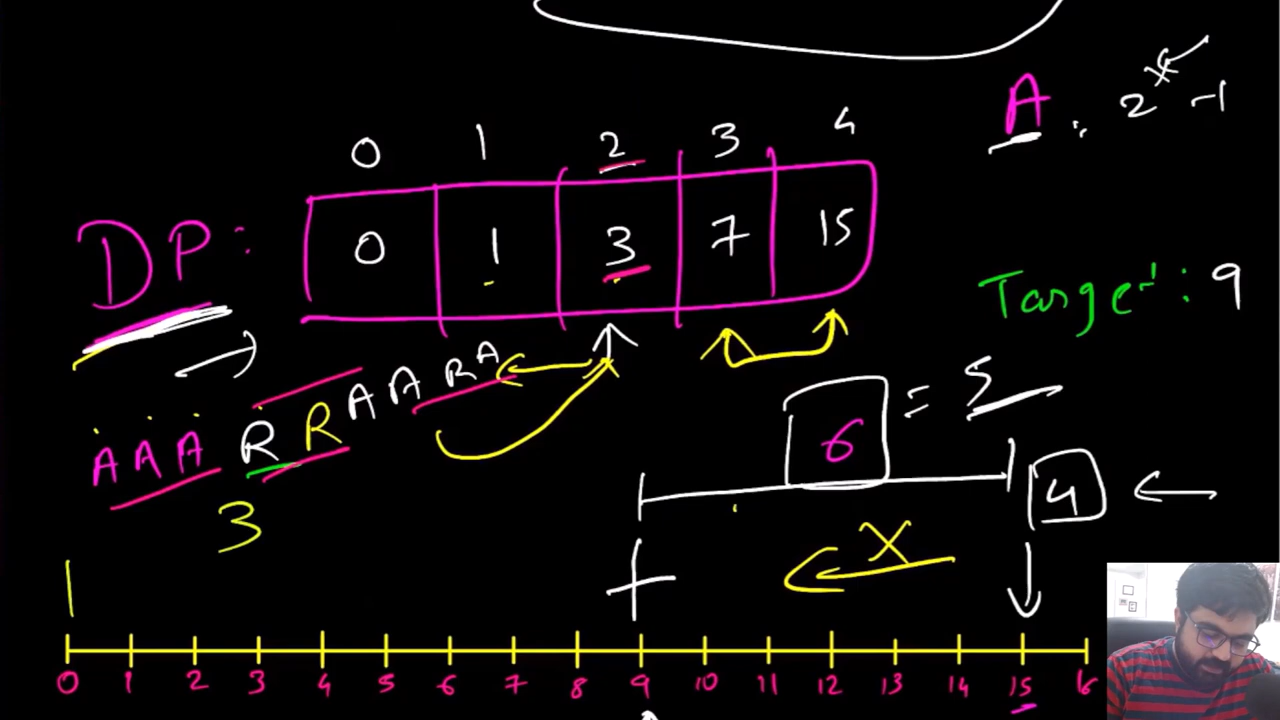 A : 2^x -1
0 1 2 3 4
DP: 0 1 3 7 15
Target: 9
A A A R R A A R A
6 = 5
3
4
X
0 1 2 3 4 5 6 7 8 9 10 11 12 13 14 15 16